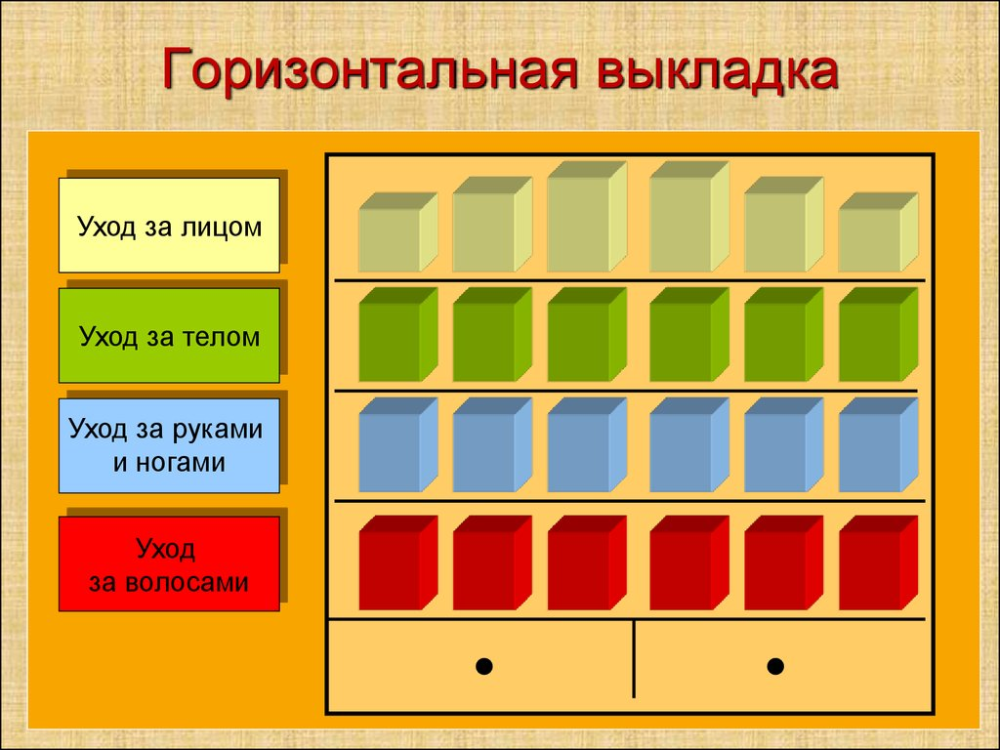 Горизонтальная выкладка
Уход за лицом
Уход за телом
Уход за руками
и ногами
Уход
за волосами